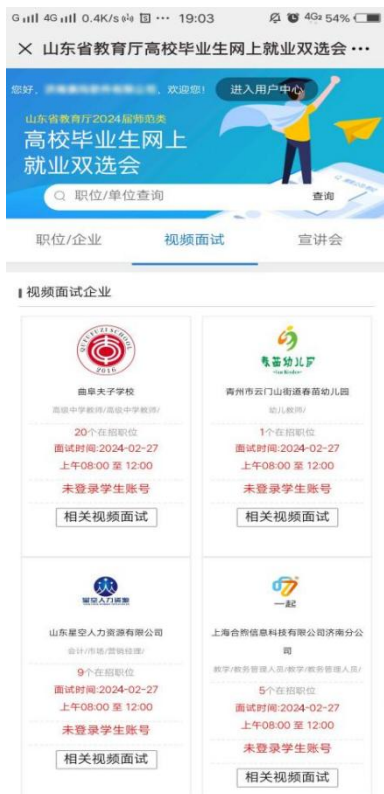 4G 0.4K/s 19:03 4G 54%
山东省教育厅高校毕业生网上就业双选会
您好, 欢迎您! 进入用户中心
山东省教育厅2024届师范类
高校毕业生网上
就业双选会
职位/单位查询 查询
职位/企业 视频面试 宣讲会
视频面试企业
QUFUFUZI SCHOOL
2016
曲阜夫子学校
高级中学教师/高级中学教师/
20个在招职位
面试时间:2024-02-27
上午08:00 至 12:00
未登录学生账号
相关视频面试
春苗幼儿园
青州市云门山街道春苗幼儿园
幼儿教师/
1个在招职位
面试时间:2024-02-27
上午08:00 至 12:00
未登录学生账号
相关视频面试
星空人力资源
山东星空人力资源有限公司
会计/市场/营销经理/
9个在招职位
面试时间:2024-02-27
上午08:00 至 12:00
未登录学生账号
相关视频面试
一起
上海合煦信息科技有限公司济南分公
司
教学/教务管理人员/教学/教务管理人员/
5个在招职位
面试时间:2024-02-27
上午08:00 至 12:00
未登录学生账号
相关视频面试